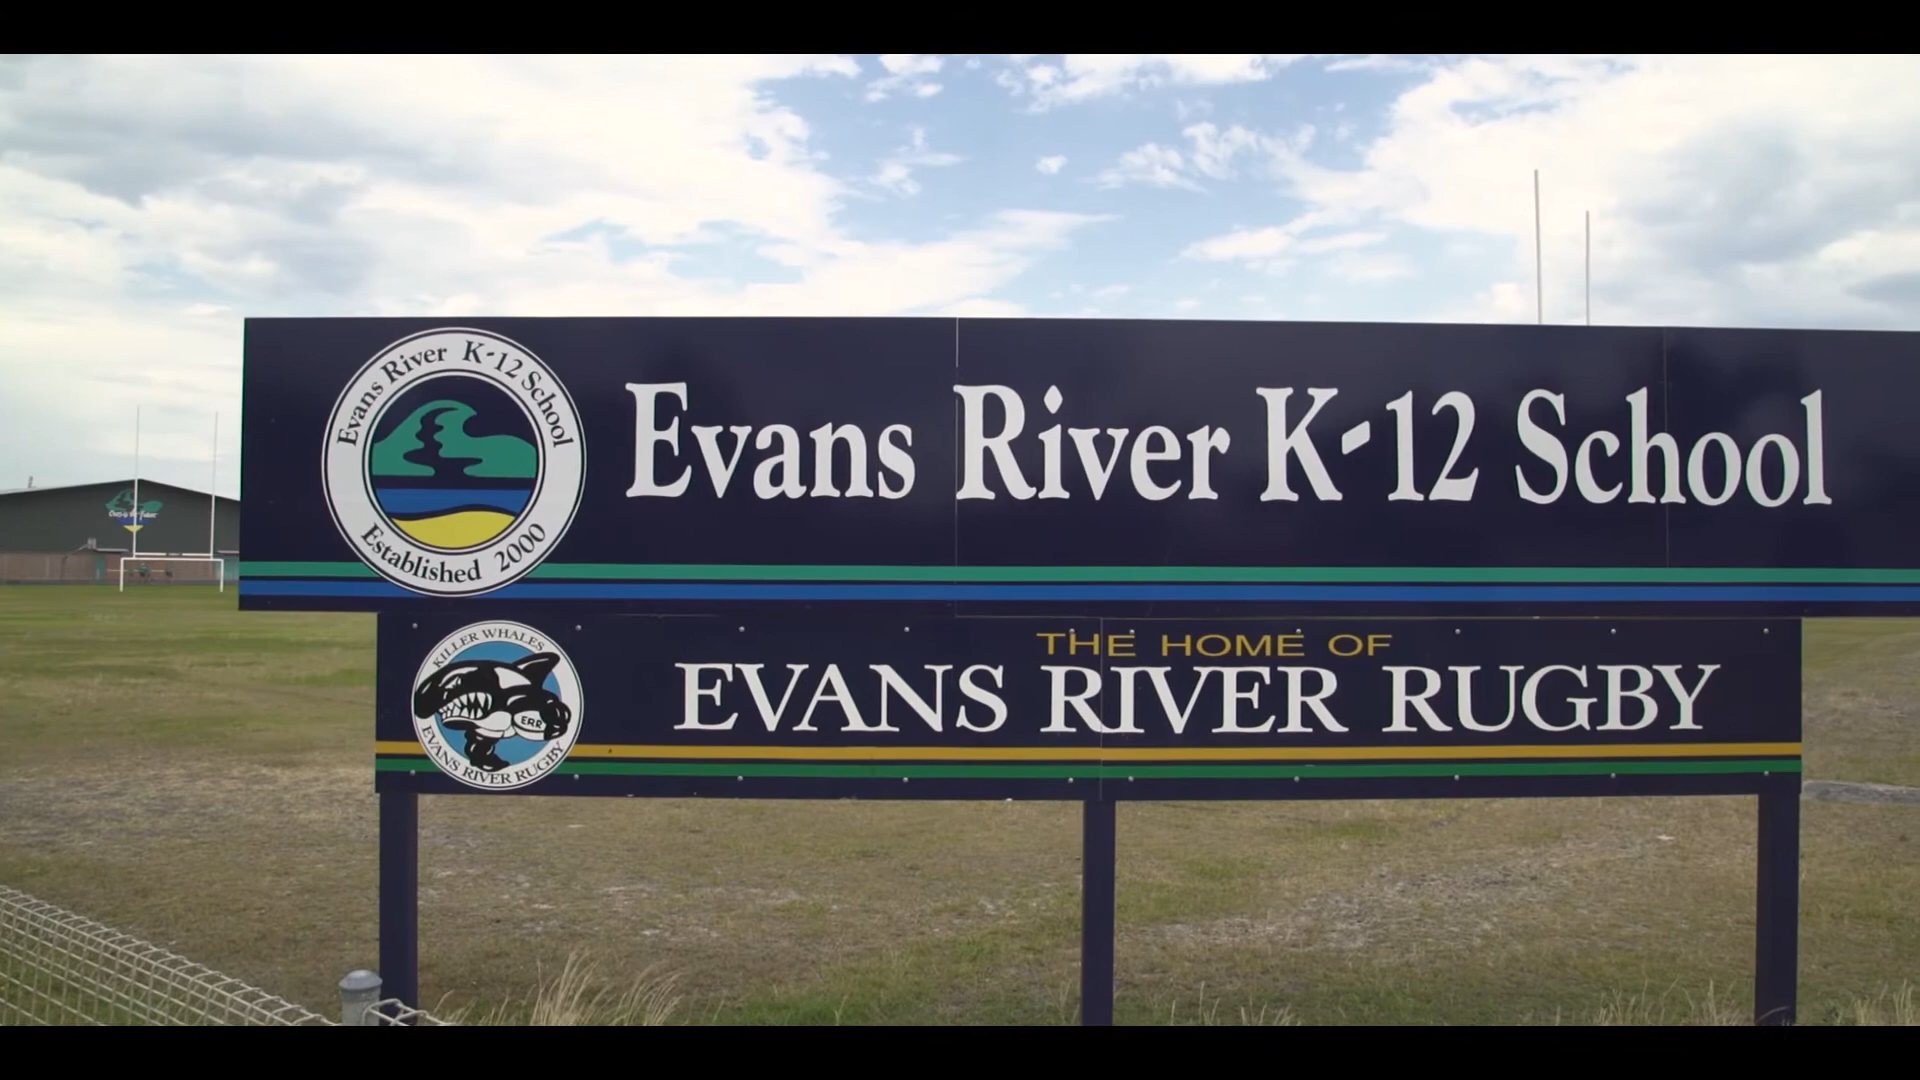 Evans River K-12 School
Established 2000
Evans River K-12 School
KILLER WHALES
ERR
EVANS RIVER RUGBY
THE HOME OF
EVANS RIVER RUGBY